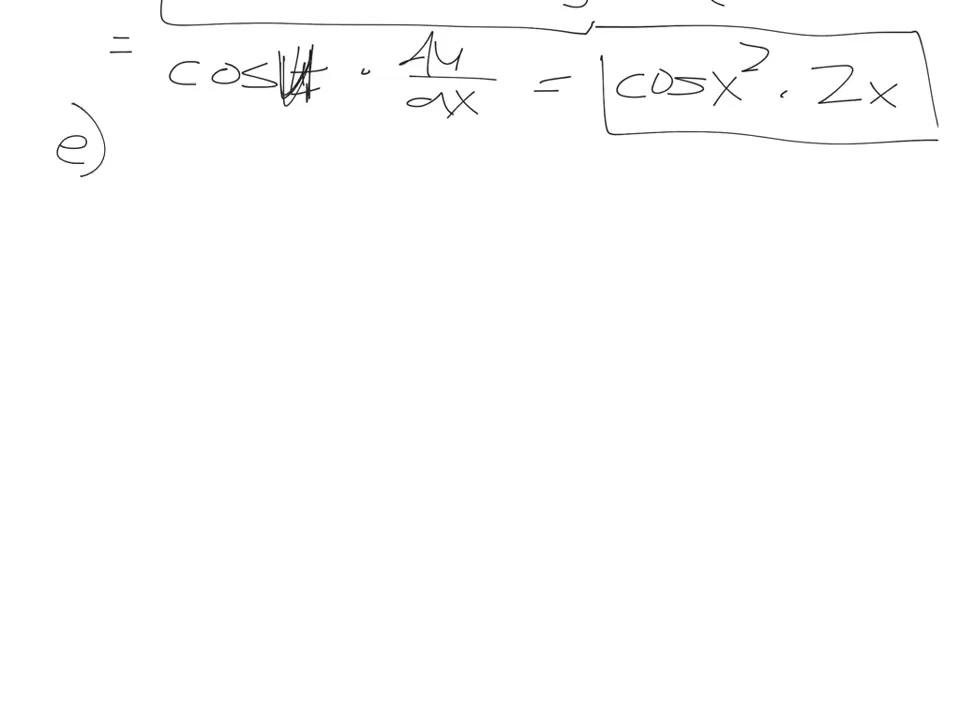 = cos u · du/dx = cos x² · 2x
e)